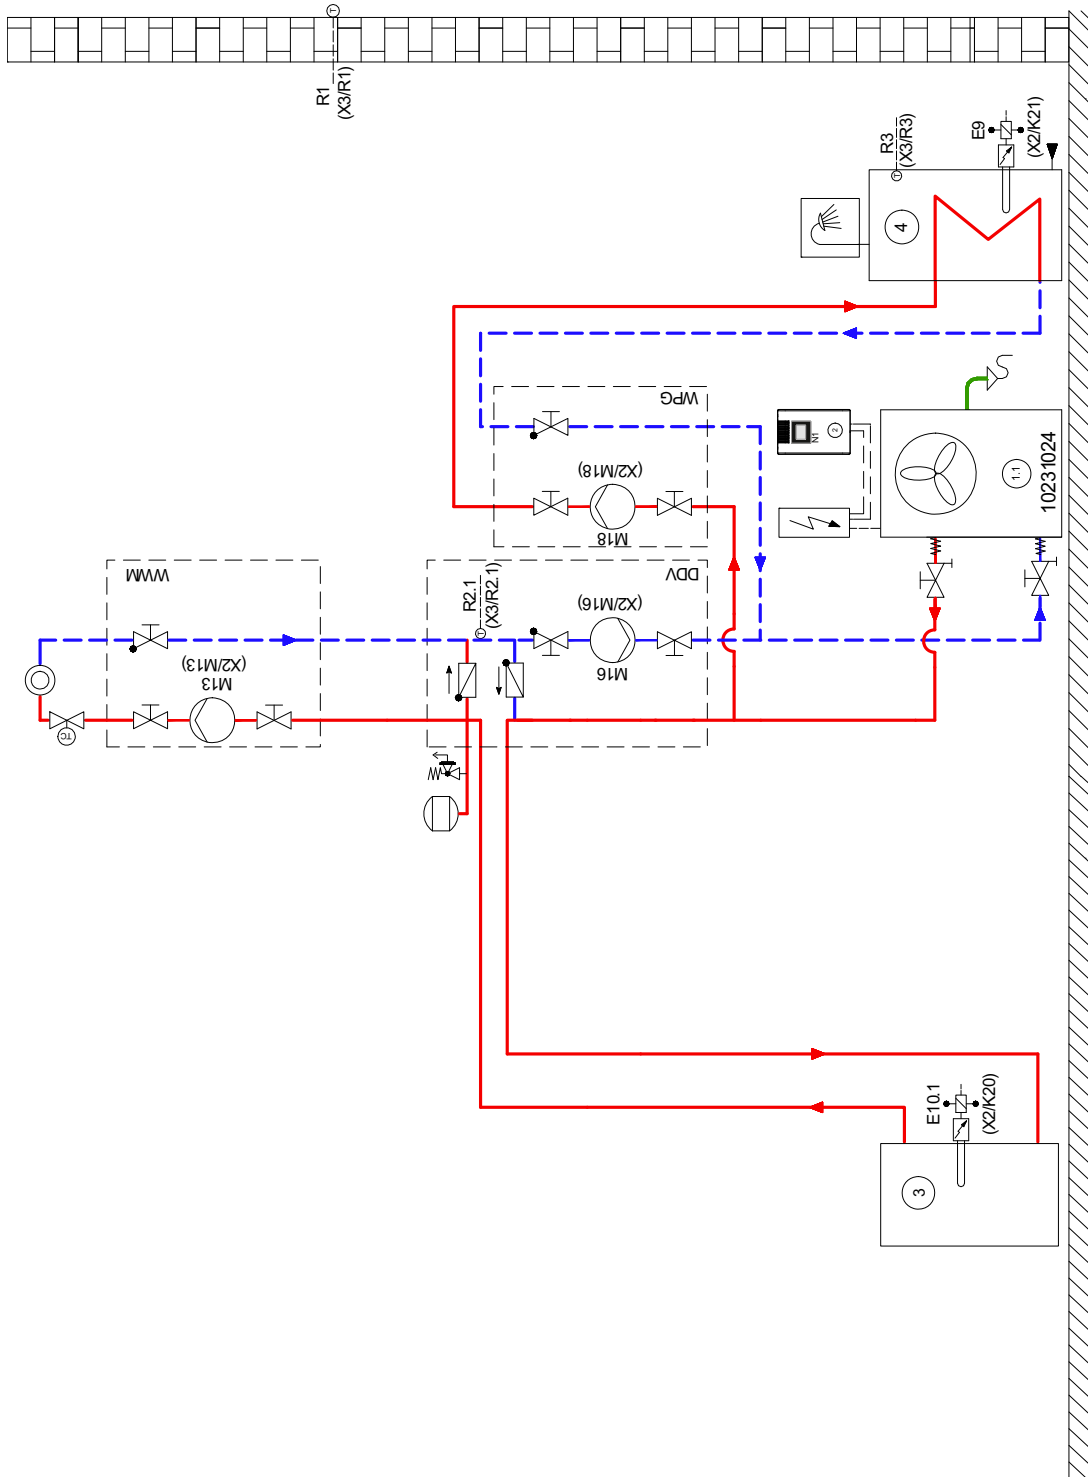 R1
(X3/R1)
T
R3
(X3/R3)
T
E9
(X2/K21)
4
WPG
M18
(X2/M18)
N1
2
1.1
10231024
WWM
M13
(X2/M13)
TC
R2.1
(X3/R2.1)
T
DDV
M16
(X2/M16)
E10.1
(X2/K20)
3